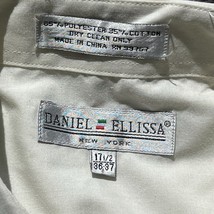 65% POLYESTER 35% COTTON
DRY CLEAN ONLY
MADE IN CHINA RN
DANIEL ELLISSA
NEW YORK
17 1/2
36 37